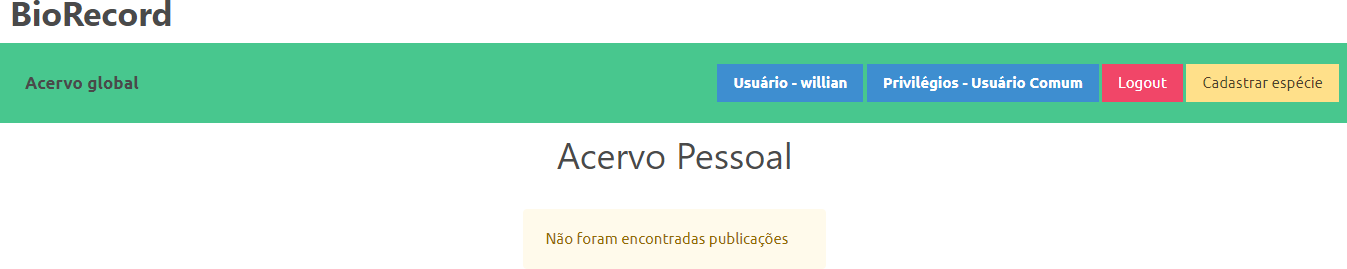 BioRecord
Acervo global
Usuário - willian
Privilégios - Usuário Comum
Logout
Cadastrar espécie
Acervo Pessoal
Não foram encontradas publicações